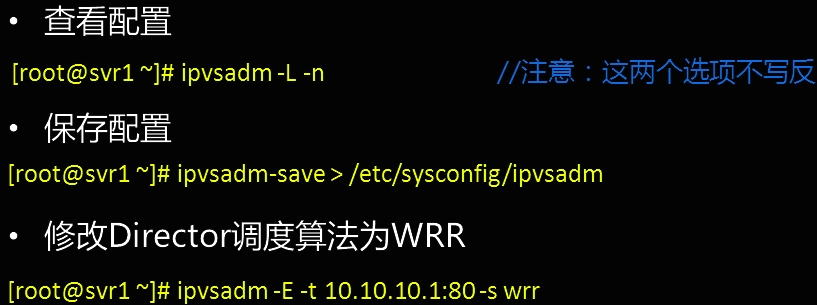 • 查看配置
[root@svr1 ~]# ipvsadm -L -n //注意：这两个选项不写反
• 保存配置
[root@svr1 ~]# ipvsadm-save > /etc/sysconfig/ipvsadm
• 修改Director调度算法为WRR
[root@svr1 ~]# ipvsadm -E -t 10.10.10.1:80 -s wrr